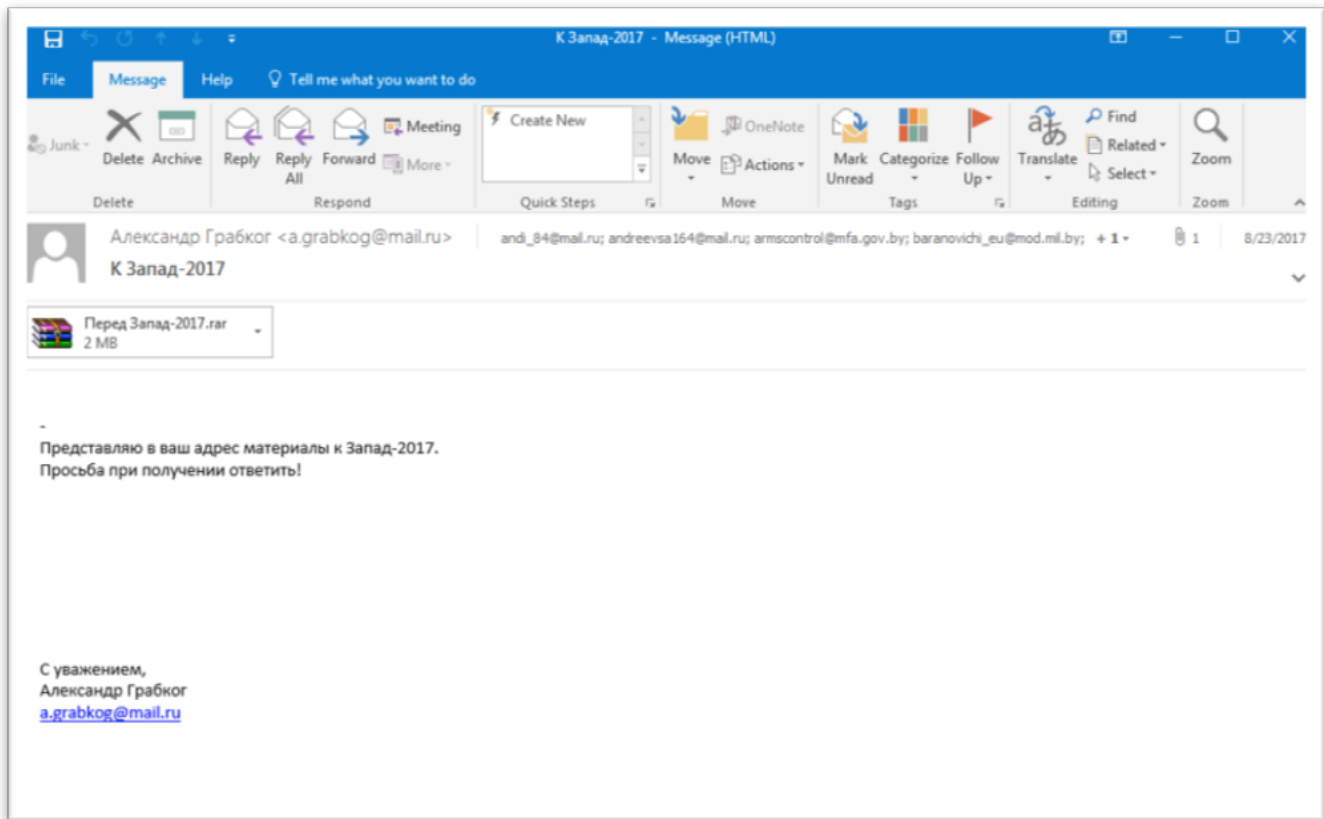 К Запад-2017 - Message (HTML)
File Message Help Tell me what you want to do
Junk
Delete Archive
Reply
Reply All
Forward
Meeting
More
Create New
Move
OneNote
Actions
Mark Unread
Categorize
Follow Up
Translate
Find
Related
Select
Zoom
Delete Respond Quick Steps Move Tags Editing Zoom
Александр Грабког <a.grabkog@mail.ru> andi_84@mail.ru; andreevsa164@mail.ru; armscontrol@mfa.gov.by; baranovichi_eu@mod.mil.by; + 1 1 8/23/2017
К Запад-2017
Перед Запад-2017.rar
2 MB
-
Представляю в ваш адрес материалы к Запад-2017.
Просьба при получении ответить!
С уважением,
Александр Грабког
a.grabkog@mail.ru